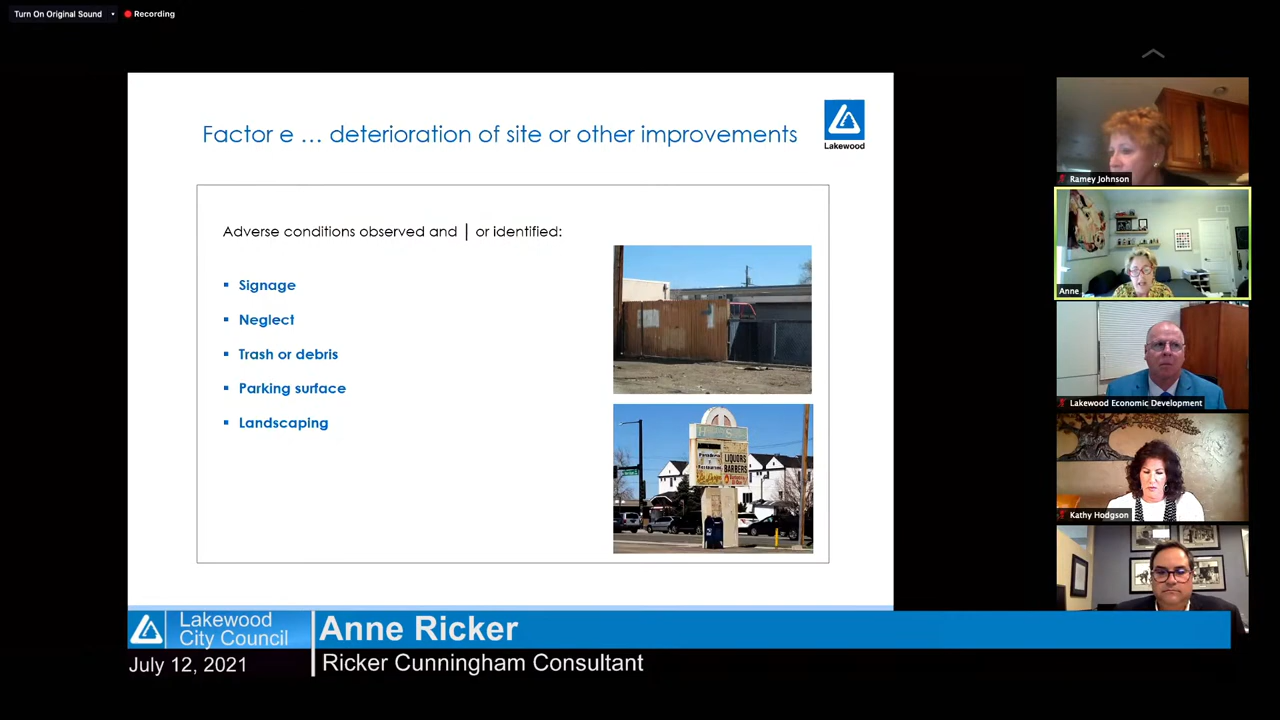 Turn On Original Sound
Recording
Factor e ... deterioration of site or other improvements
Lakewood
Adverse conditions observed and | or identified:
Signage
Neglect
Trash or debris
Parking surface
Landscaping
LIQUORS
BARBERS
Ramey Johnson
Anne
Lakewood Economic Development
Kathy Hodgson
Lakewood
City Council
Anne Ricker
July 12, 2021
Ricker Cunningham Consultant